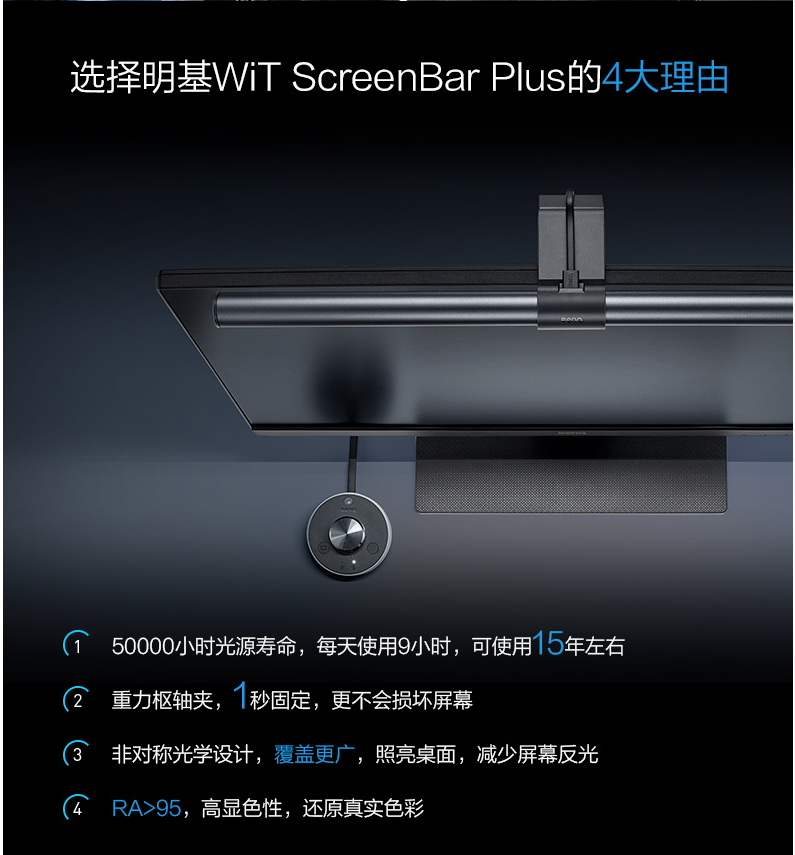 选择明基WiT ScreenBar Plus的4大理由
BenQ
1 50000小时光源寿命，每天使用9小时，可使用15年左右
2 重力枢轴夹，1秒固定，更不会损坏屏幕
3 非对称光学设计，覆盖更广，照亮桌面，减少屏幕反光
4 RA>95，高显色性，还原真实色彩